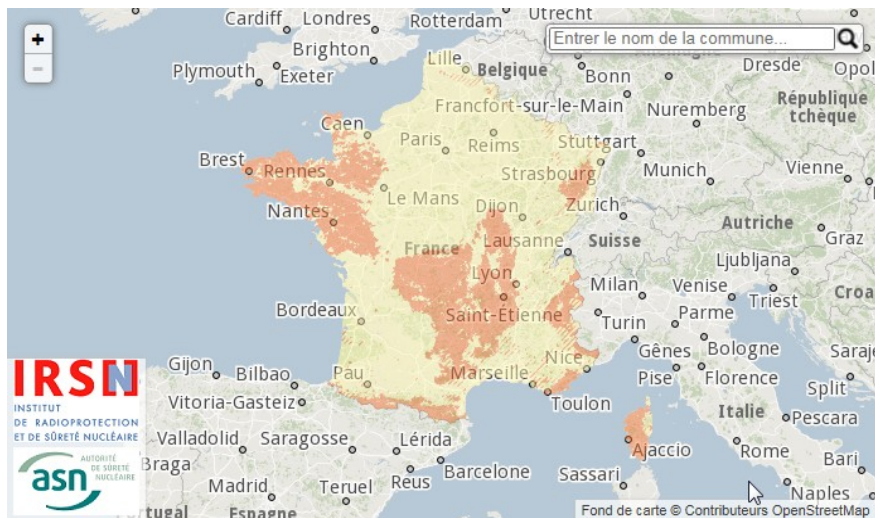 Cardiff
Londres
Rotterdam
Utrecht
+
Entrer le nom de la commune...
−
Brighton
Lille
Belgique
Allemagne
Dresde
Opol
Plymouth
Exeter
Bonn
Francfort-sur-le-Main
République
tchèque
Caen
Paris
Reims
Stuttgart
Nuremberg
Brest
Rennes
Strasbourg
Munich
Vienne
Le Mans
Nantes
Dijon
Zurich
Autriche
France
Lausanne
Suisse
Graz
Lyon
Ljubljana
Milan
Venise
Croa
Bordeaux
Saint-Étienne
Turin
Parme
Triest
IRSN
INSTITUT
DE RADIOPROTECTION
ET DE SÛRETÉ NUCLÉAIRE
Gijón
Bilbao
Pau
Marseille
Nice
Gênes
Bologne
Saraje
Vitoria-Gasteiz
Toulon
Pise
Florence
Split
Italie
Pescara
Valladolid
Saragosse
Lérida
Ajaccio
Rome
Bari
asn
AUTORITÉ
DE SÛRETÉ
NUCLÉAIRE
Braga
Barcelone
Reus
Madrid
Teruel
Sassari
Naples
Portugal
Espagne
Fond de carte © Contributeurs OpenStreetMap